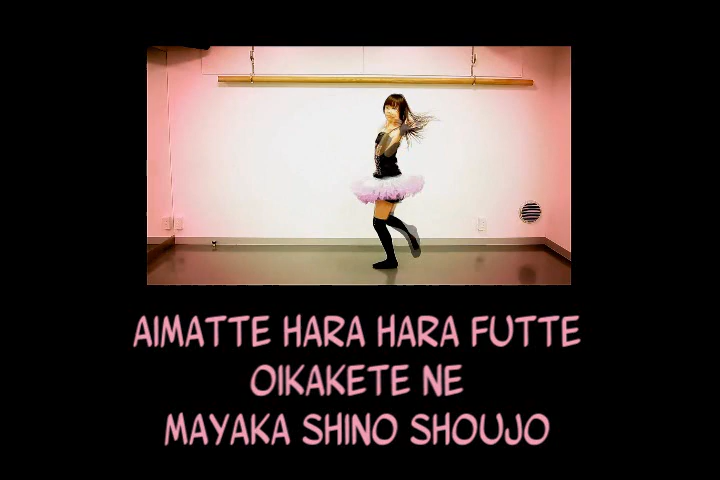 AIMATTE HARA HARA FUTTE
OIKAKETE NE
MAYAKA SHINO SHOUJO